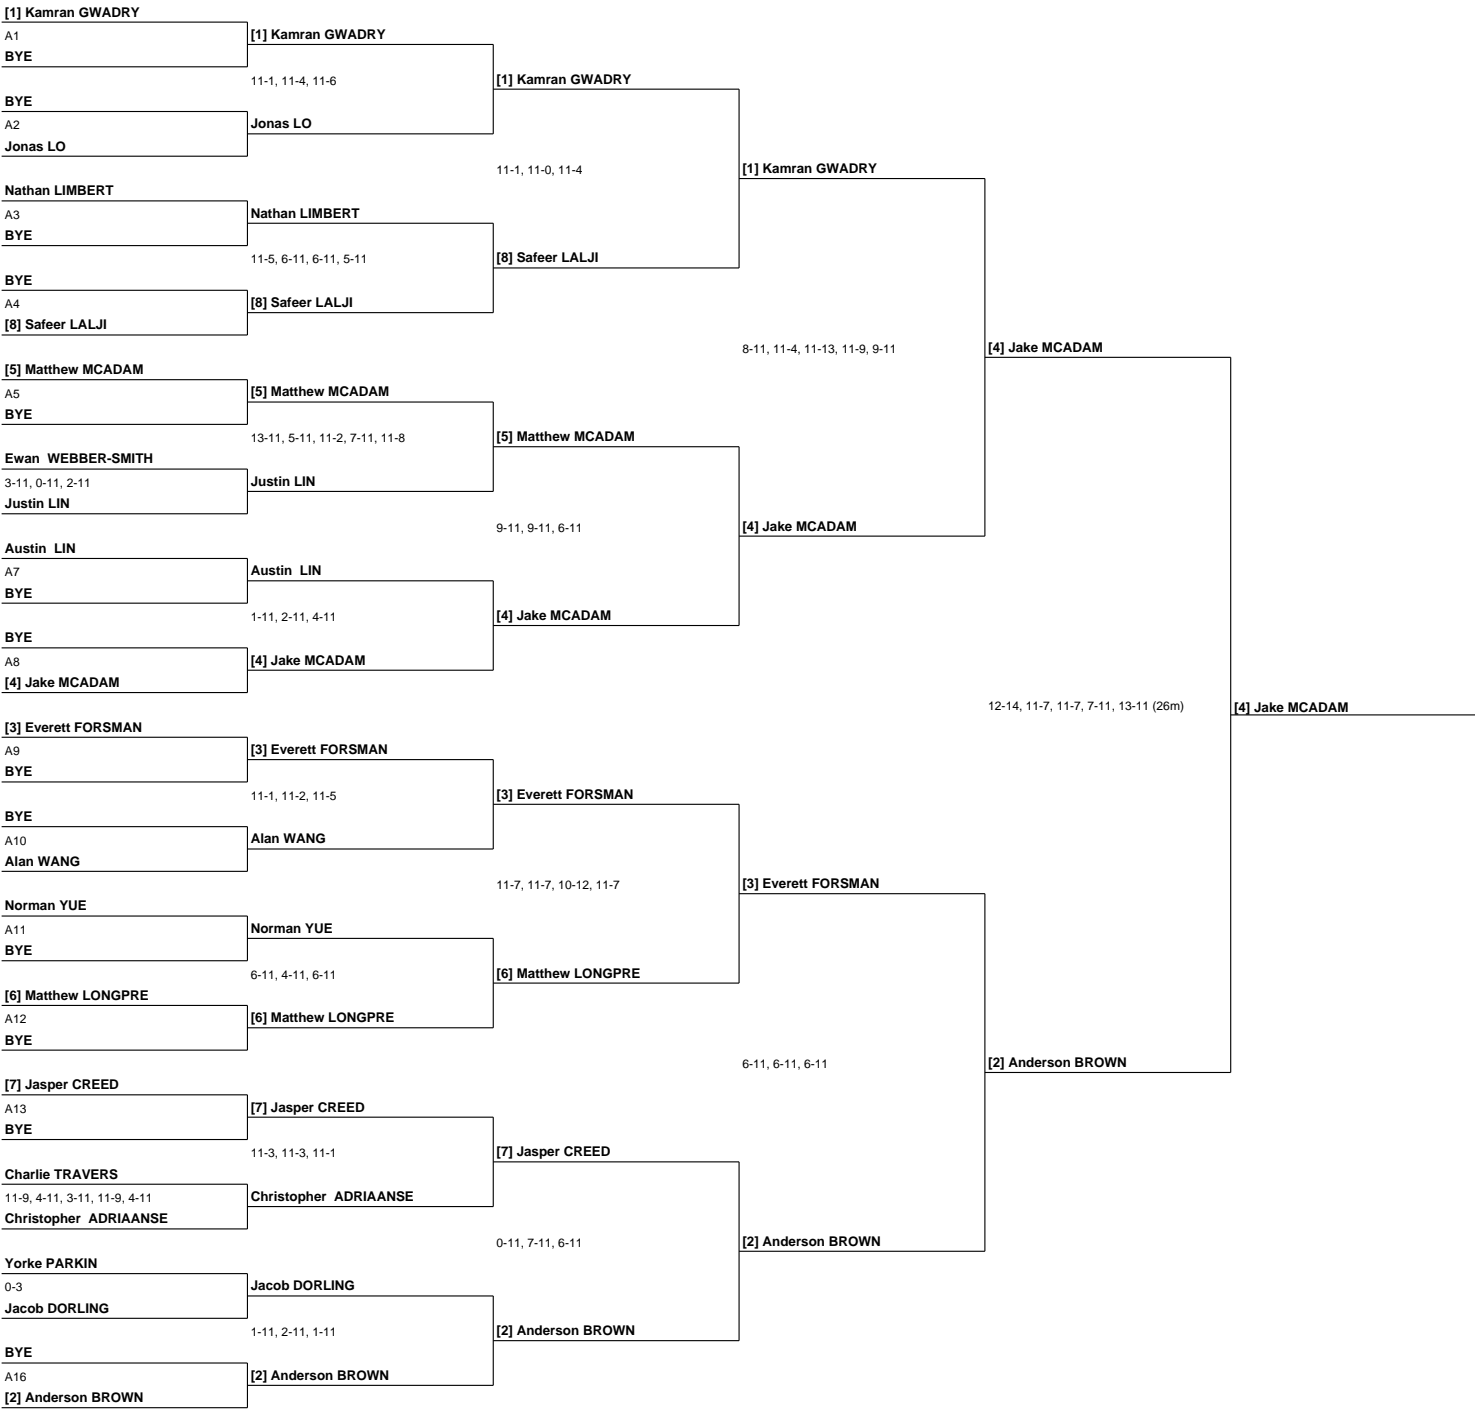 [1] Kamran GWADRY
A1
BYE
BYE
A2
Jonas LO
Nathan LIMBERT
A3
BYE
BYE
A4
[8] Safeer LALJI
[5] Matthew MCADAM
A5
BYE
Ewan  WEBBER-SMITH
3-11, 0-11, 2-11
Justin LIN
Austin  LIN
A7
BYE
BYE
A8
[4] Jake MCADAM
[3] Everett FORSMAN
A9
BYE
BYE
A10
Alan WANG
Norman YUE
A11
BYE
[6] Matthew LONGPRE
A12
BYE
[7] Jasper CREED
A13
BYE
Charlie TRAVERS
11-9, 4-11, 3-11, 11-9, 4-11
Christopher  ADRIAANSE
Yorke PARKIN
0-3
Jacob DORLING
BYE
A16
[2] Anderson BROWN
[1] Kamran GWADRY
11-1, 11-4, 11-6
Jonas LO
Nathan LIMBERT
11-5, 6-11, 6-11, 5-11
[8] Safeer LALJI
[5] Matthew MCADAM
13-11, 5-11, 11-2, 7-11, 11-8
Justin LIN
Austin  LIN
1-11, 2-11, 4-11
[4] Jake MCADAM
[3] Everett FORSMAN
11-1, 11-2, 11-5
Alan WANG
Norman YUE
6-11, 4-11, 6-11
[6] Matthew LONGPRE
[7] Jasper CREED
11-3, 11-3, 11-1
Christopher  ADRIAANSE
Jacob DORLING
1-11, 2-11, 1-11
[2] Anderson BROWN
[1] Kamran GWADRY
11-1, 11-0, 11-4
[8] Safeer LALJI
[5] Matthew MCADAM
9-11, 9-11, 6-11
[4] Jake MCADAM
[3] Everett FORSMAN
11-7, 11-7, 10-12, 11-7
[6] Matthew LONGPRE
[7] Jasper CREED
0-11, 7-11, 6-11
[2] Anderson BROWN
[1] Kamran GWADRY
8-11, 11-4, 11-13, 11-9, 9-11
[4] Jake MCADAM
[3] Everett FORSMAN
6-11, 6-11, 6-11
[2] Anderson BROWN
[4] Jake MCADAM
12-14, 11-7, 11-7, 7-11, 13-11 (26m)
[2] Anderson BROWN
[4] Jake MCADAM